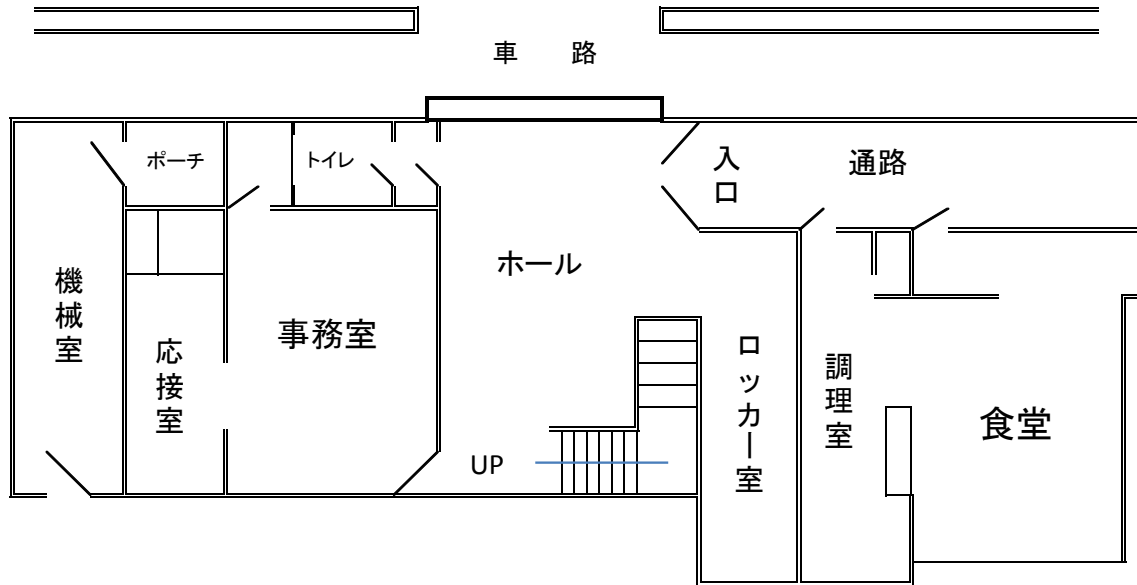 車 路
ポーチ
トイレ
入口
通路
ホール
機械室
応接室
事務室
ロッカー室
調理室
食堂
UP